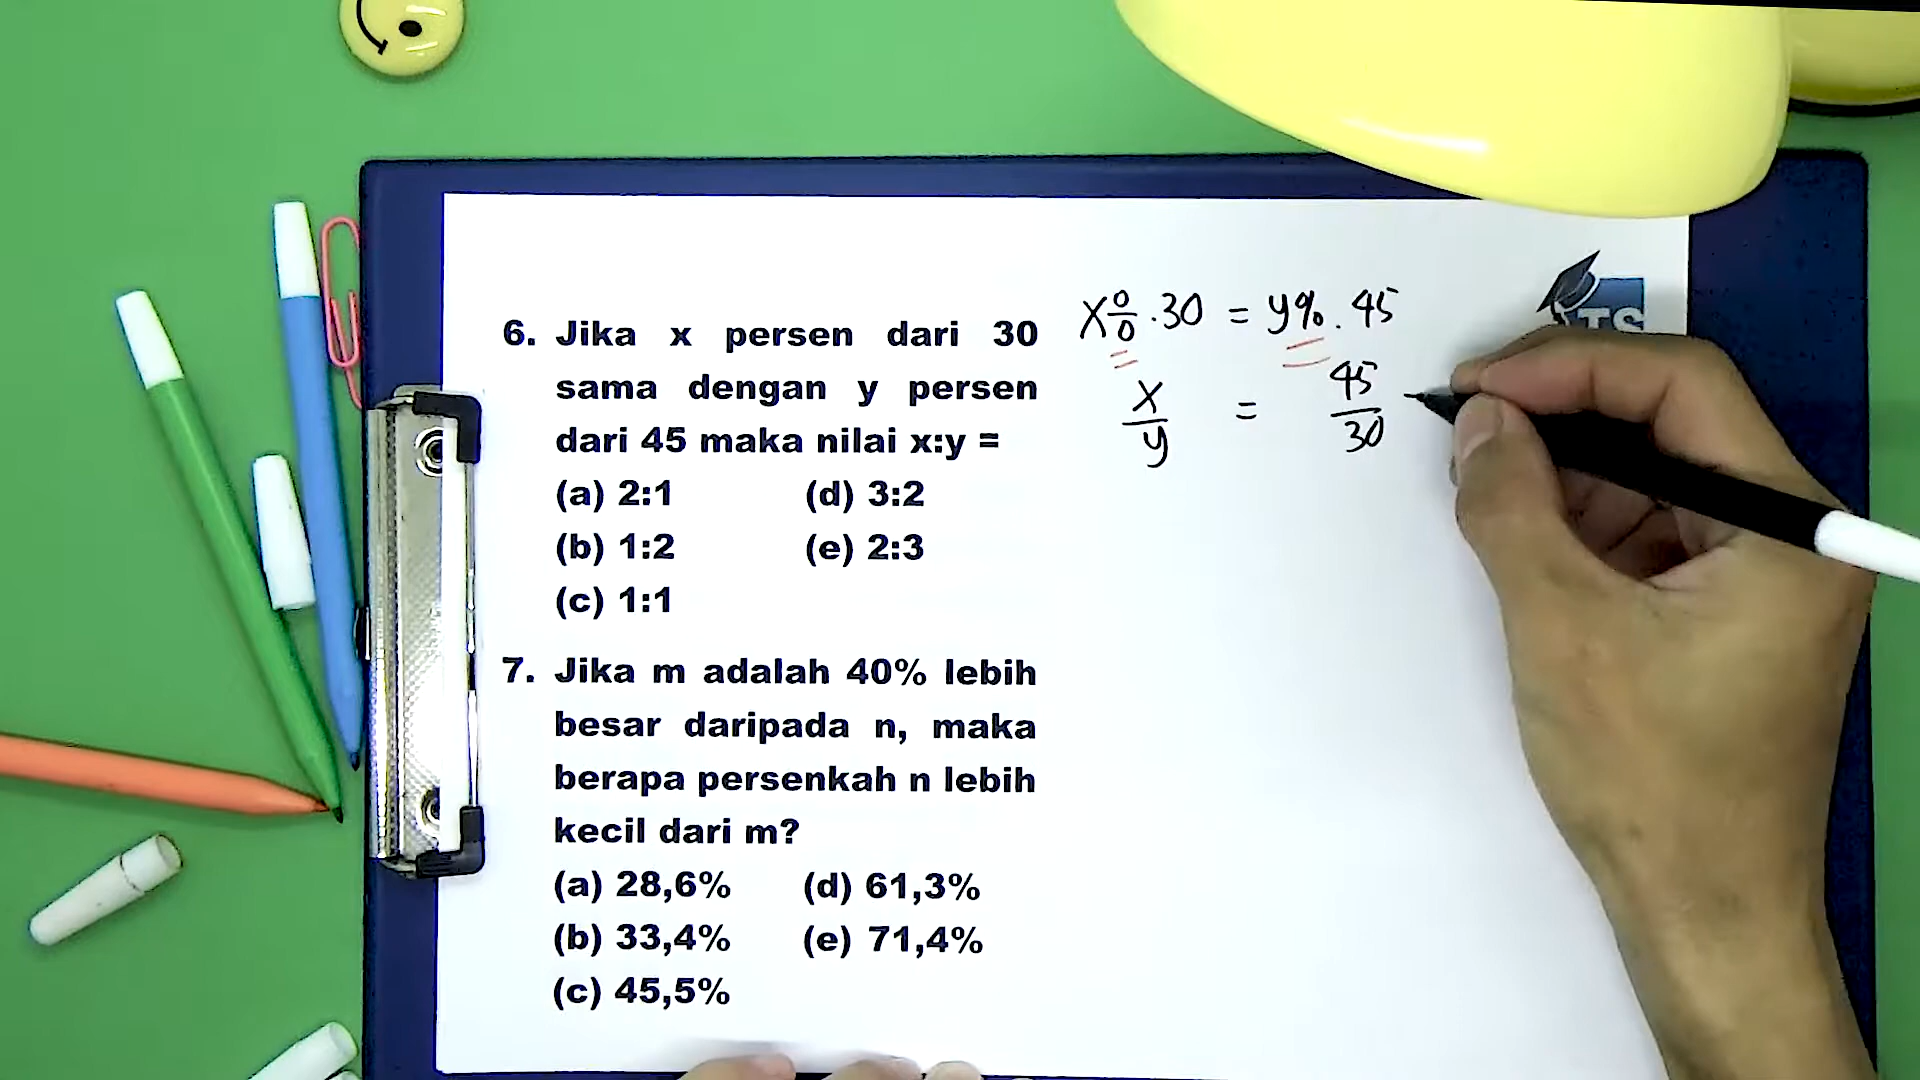 6. Jika x persen dari 30
sama dengan y persen
dari 45 maka nilai x:y =
(a) 2:1 (d) 3:2
(b) 1:2 (e) 2:3
(c) 1:1
7. Jika m adalah 40% lebih
besar daripada n, maka
berapa persenkah n lebih
kecil dari m?
(a) 28,6% (d) 61,3%
(b) 33,4% (e) 71,4%
(c) 45,5%
x% . 30 = y% . 45
x/y = 45/30